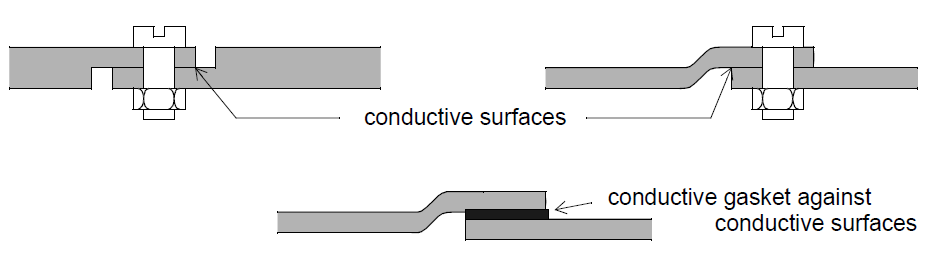 conductive surfaces
conductive gasket against
conductive surfaces